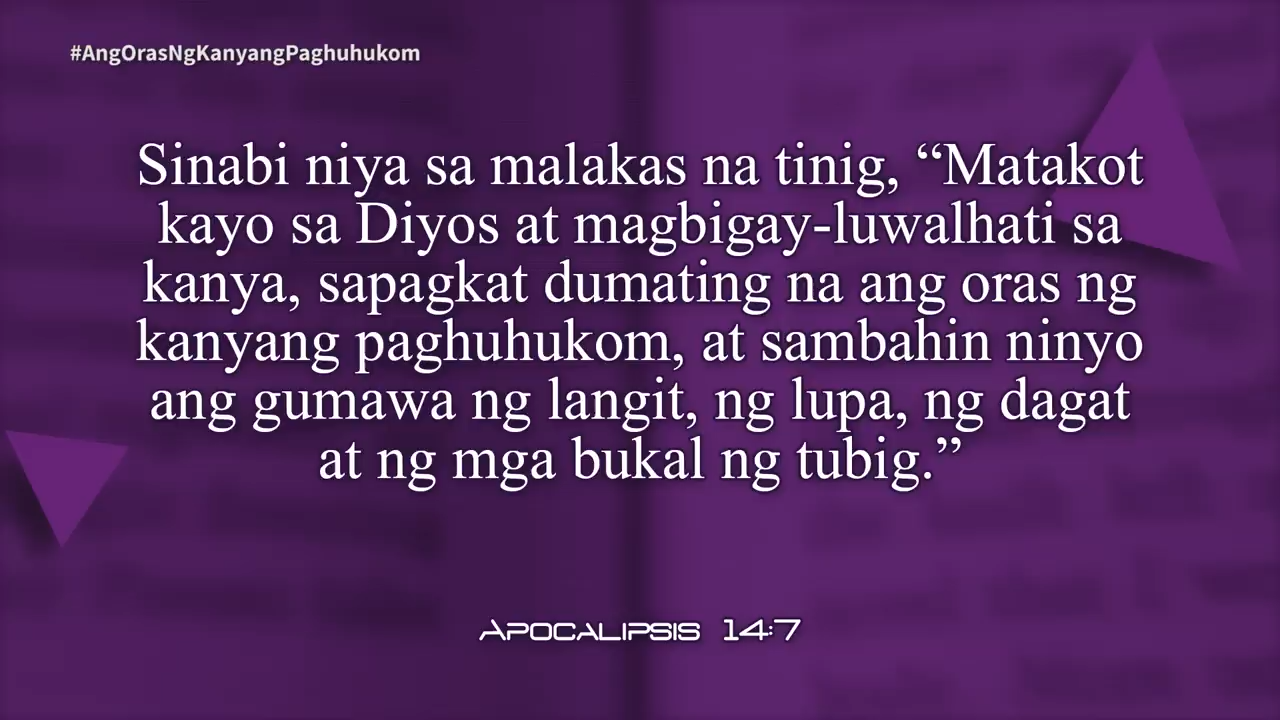 #AngOrasNgKanyangPaghuhukom
Sinabi niya sa malakas na tinig, “Matakot
kayo sa Diyos at magbigay-luwalhati sa
kanya, sapagkat dumating na ang oras ng
kanyang paghuhukom, at sambahin ninyo
ang gumawa ng langit, ng lupa, ng dagat
at ng mga bukal ng tubig.”
Apocalipsis 14:7